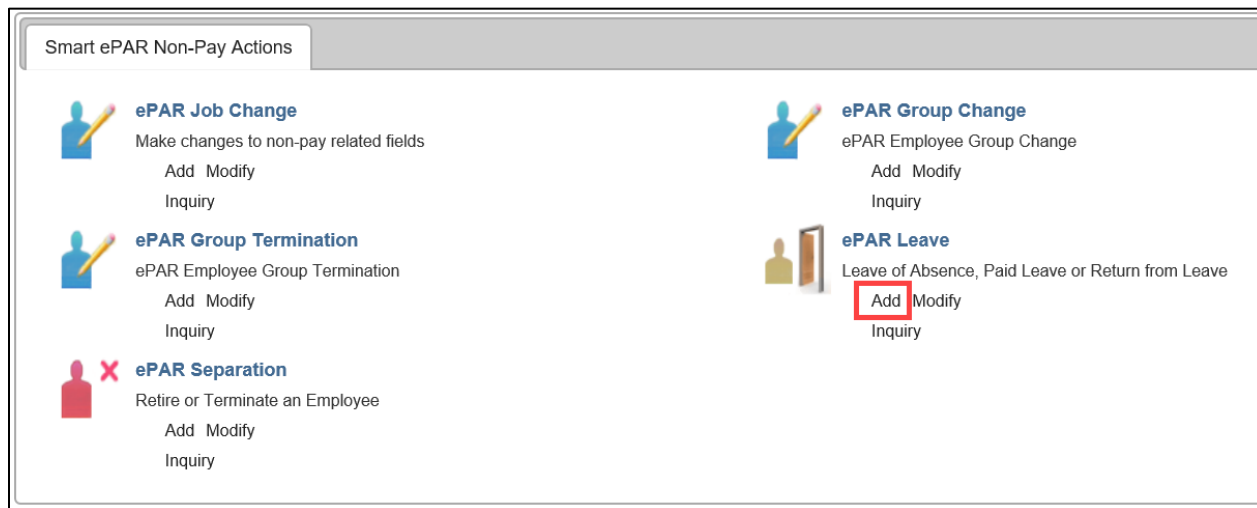 Smart ePAR Non-Pay Actions
ePAR Job Change
Make changes to non-pay related fields
Add Modify
Inquiry
ePAR Group Change
ePAR Employee Group Change
Add Modify
Inquiry
ePAR Group Termination
ePAR Employee Group Termination
Add Modify
Inquiry
ePAR Leave
Leave of Absence, Paid Leave or Return from Leave
Add Modify
Inquiry
ePAR Separation
Retire or Terminate an Employee
Add Modify
Inquiry